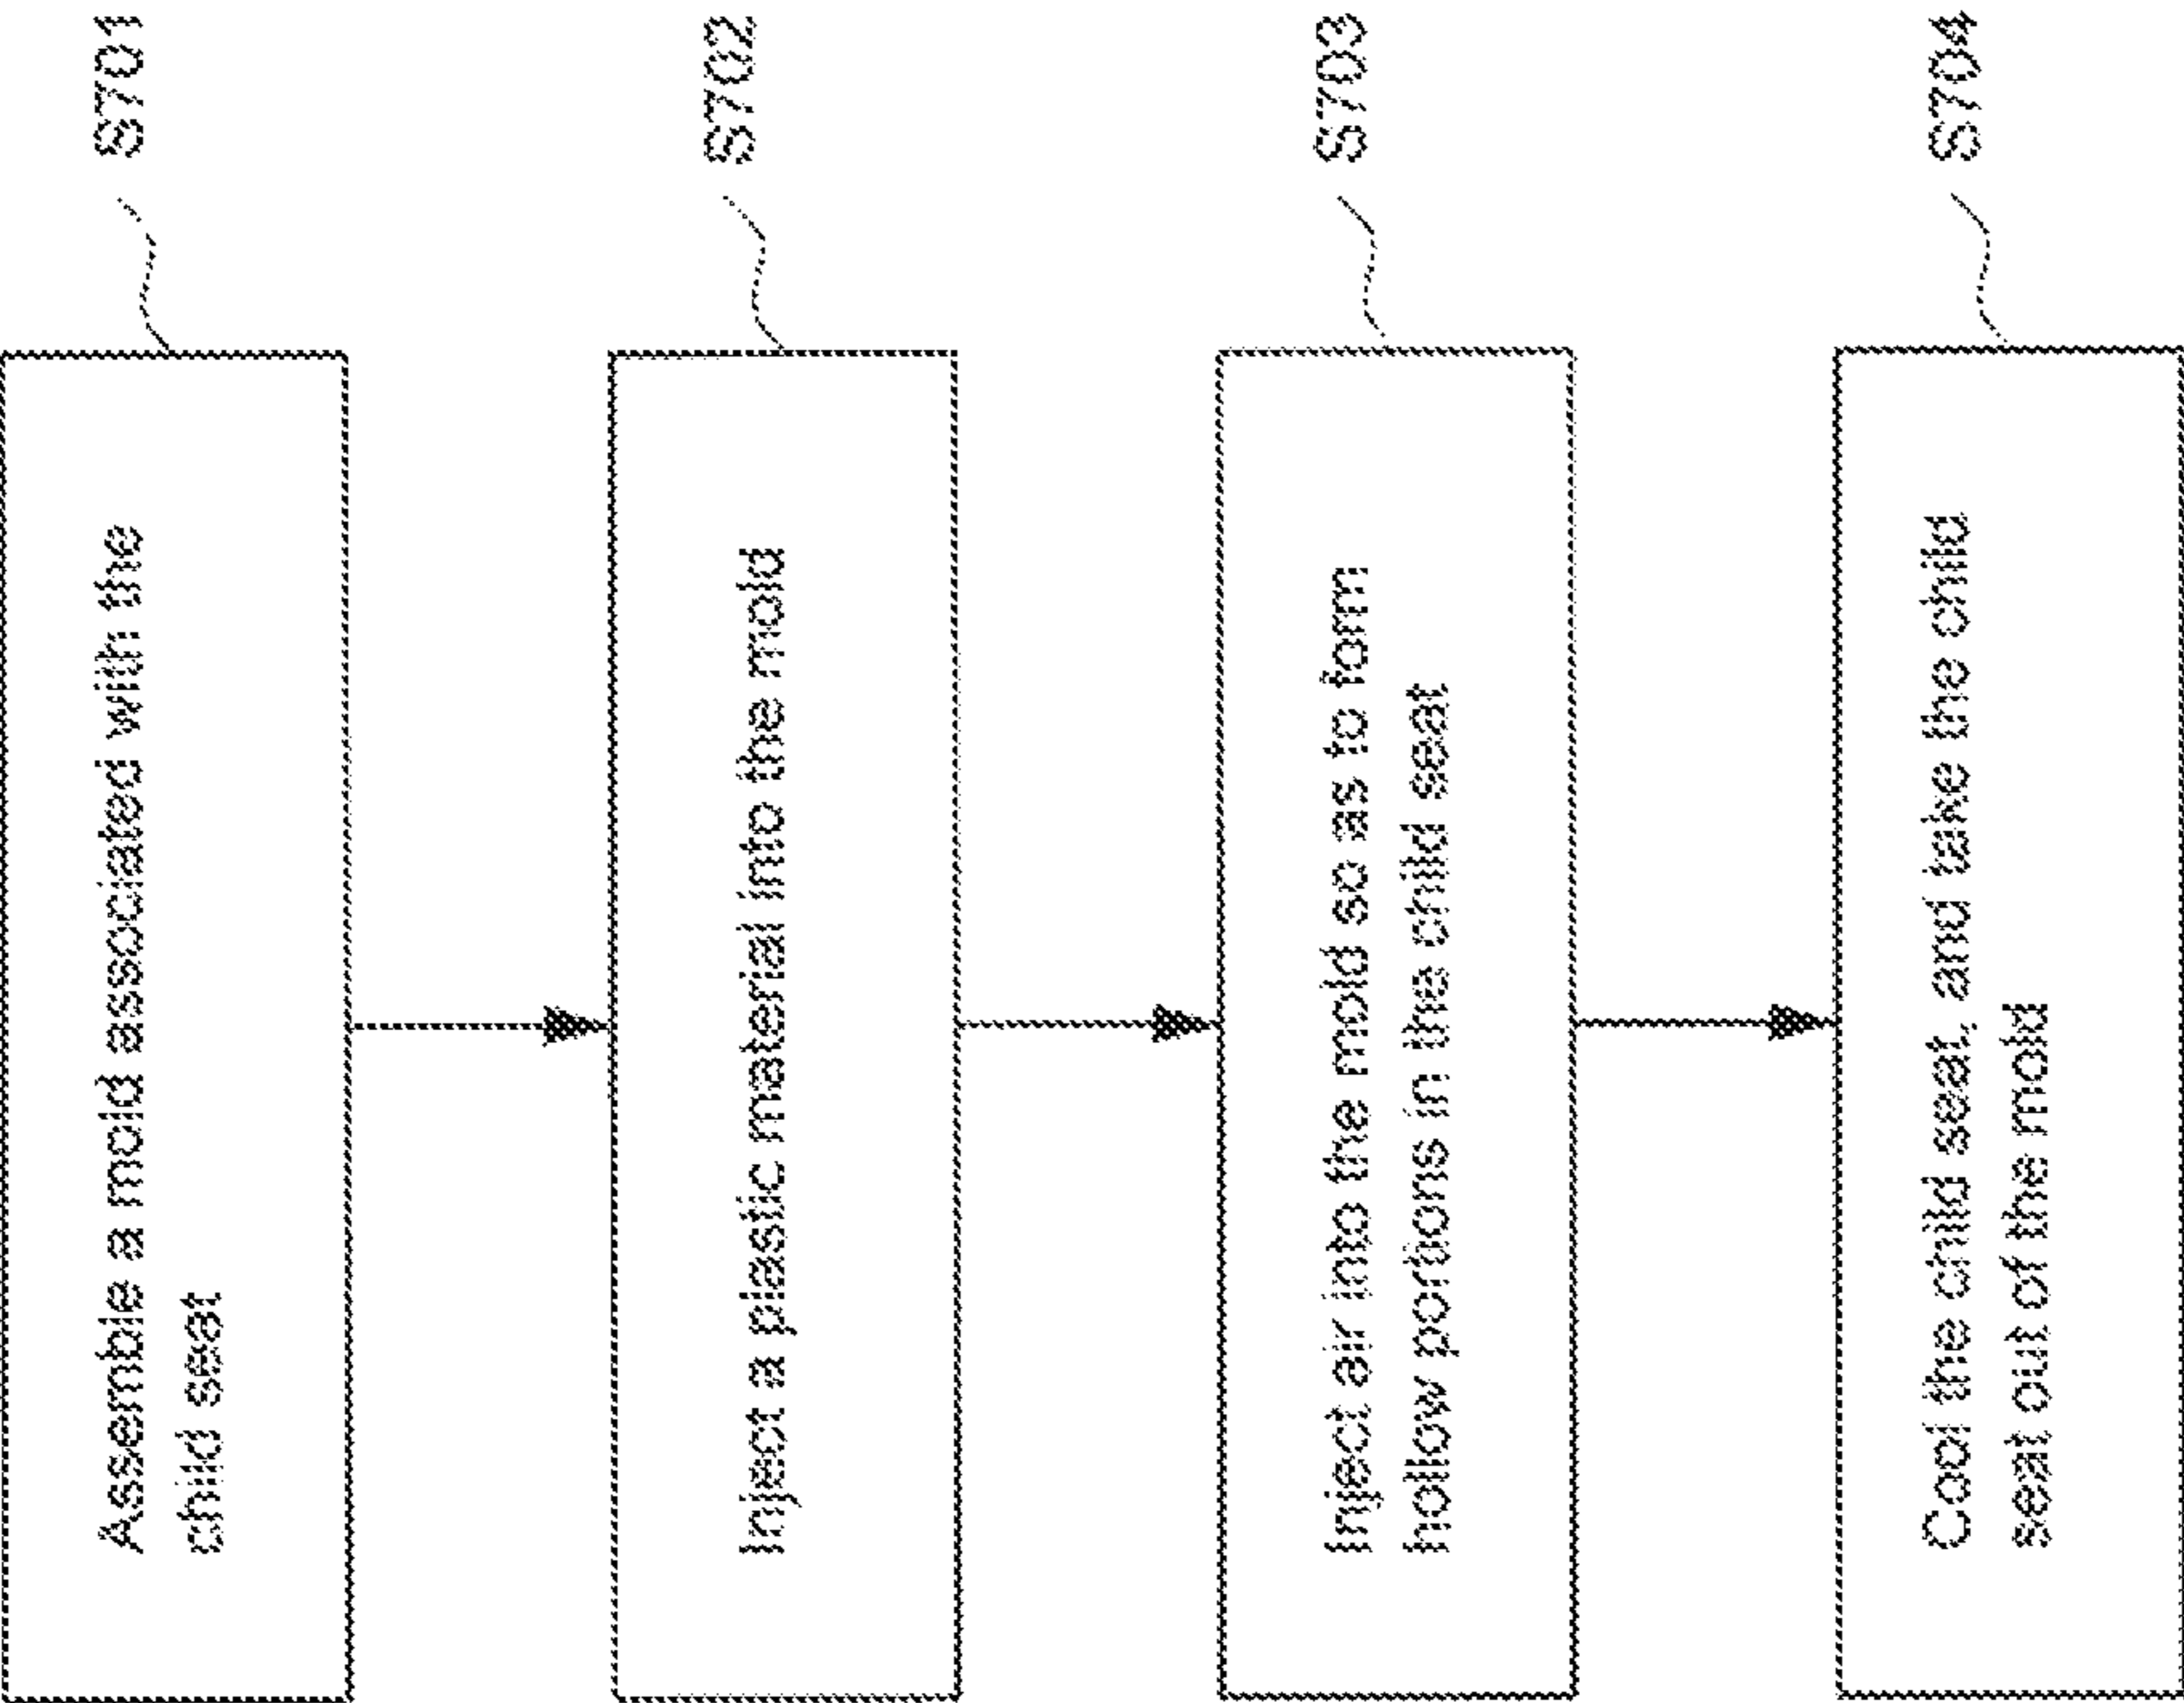 Assemble a mold associated with the
child seat
S701
Inject a plastic material into the mold
S702
Inject air into the mold so as to form
hollow portions in the child seat
S703
Cool the child seat, and take the child
seat out of the mold
S704